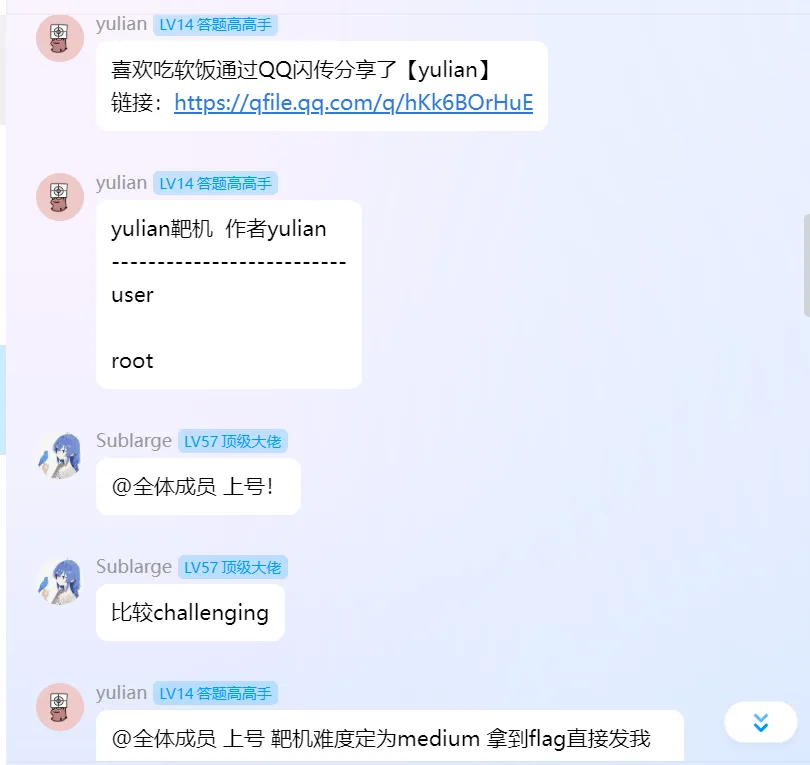 yulian LV14 答题高高手
喜欢吃软饭通过QQ闪传分享了【yulian】
链接：https://qfile.qq.com/q/hKk6BOrHuE
yulian LV14 答题高高手
yulian靶机  作者yulian
--------------------------
user
root
Sublarge LV57 顶级大佬
@全体成员 上号！
Sublarge LV57 顶级大佬
比较challenging
yulian LV14 答题高高手
@全体成员 上号 靶机难度定为medium 拿到flag直接发我